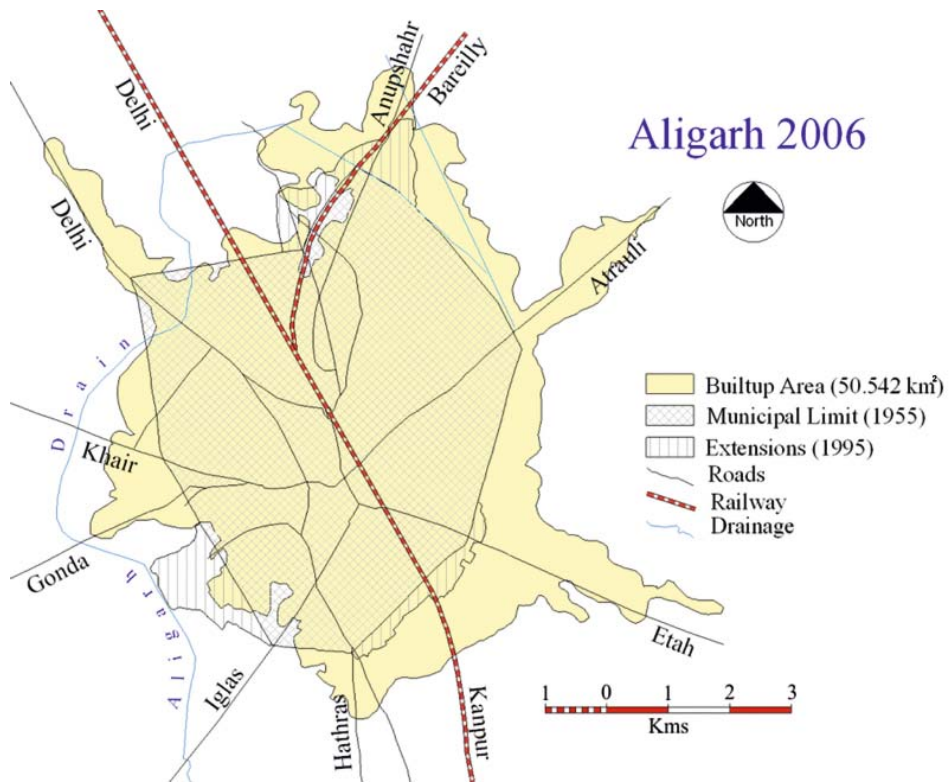 Aligarh 2006
North
Delhi
Anupshahr
Bareilly
Delhi
Atrauli
Drain
Khair
Gonda
Aligarh
Iglas
Hathras
Kanpur
Etah
Builtup Area (50.542 km²)
Municipal Limit (1955)
Extensions (1995)
Roads
Railway
Drainage
1 0 1 2 3
Kms